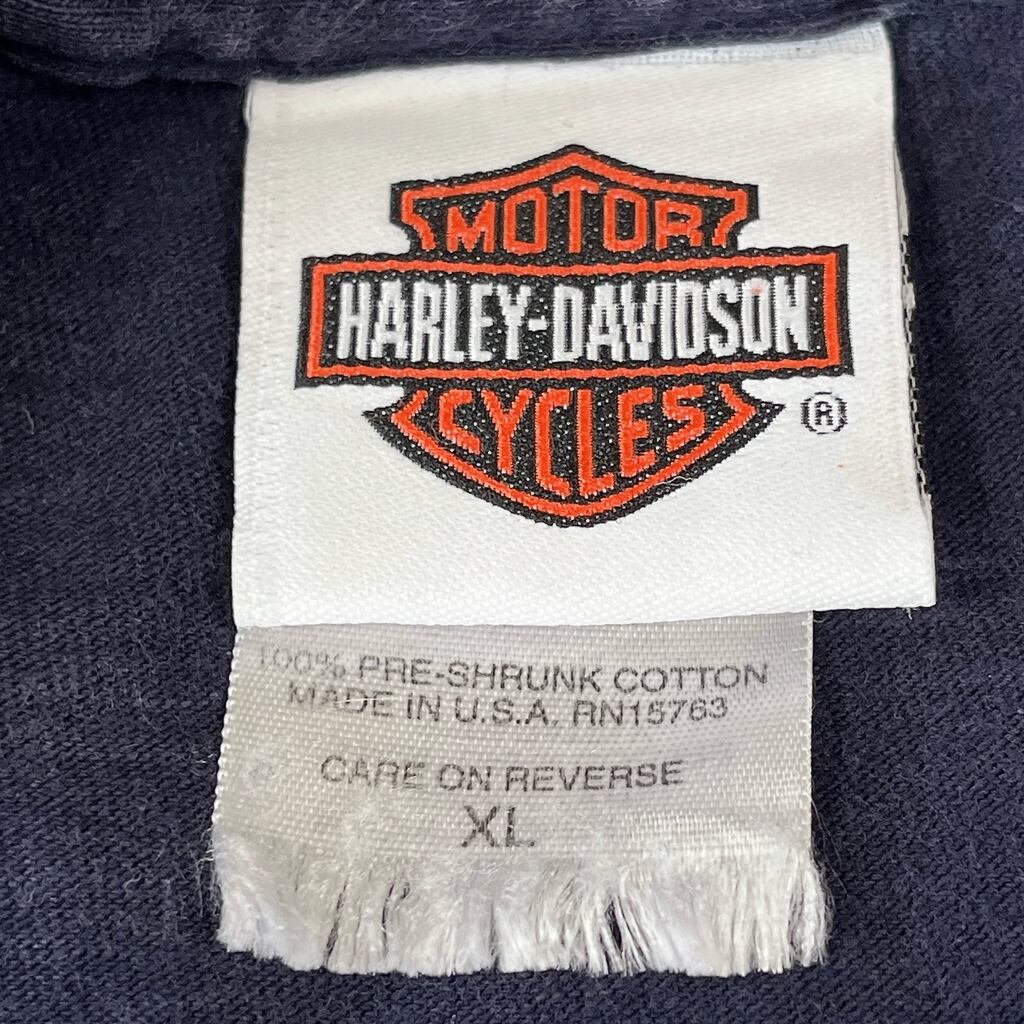 MOTOR
HARLEY-DAVIDSON
CYCLES
®
100% PRE-SHRUNK COTTON
MADE IN U.S.A. RN15763
CARE ON REVERSE
XL